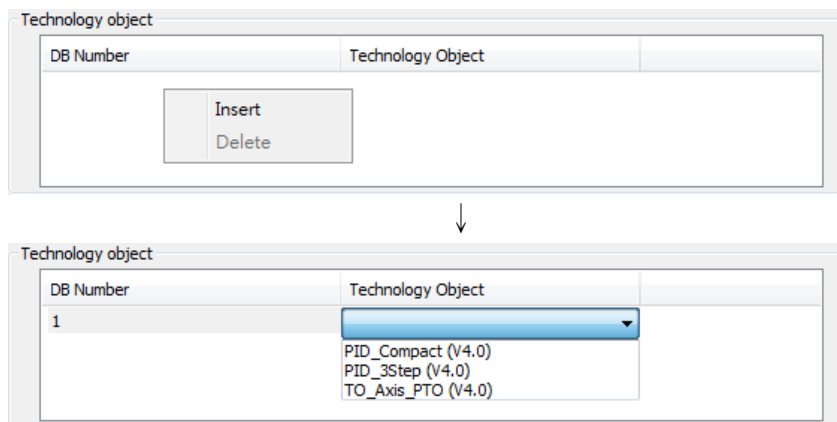 Technology object
DB Number Technology Object
Insert
Delete
Technology object
DB Number Technology Object
1
PID_Compact (V4.0)
PID_3Step (V4.0)
TO_Axis_PTO (V4.0)